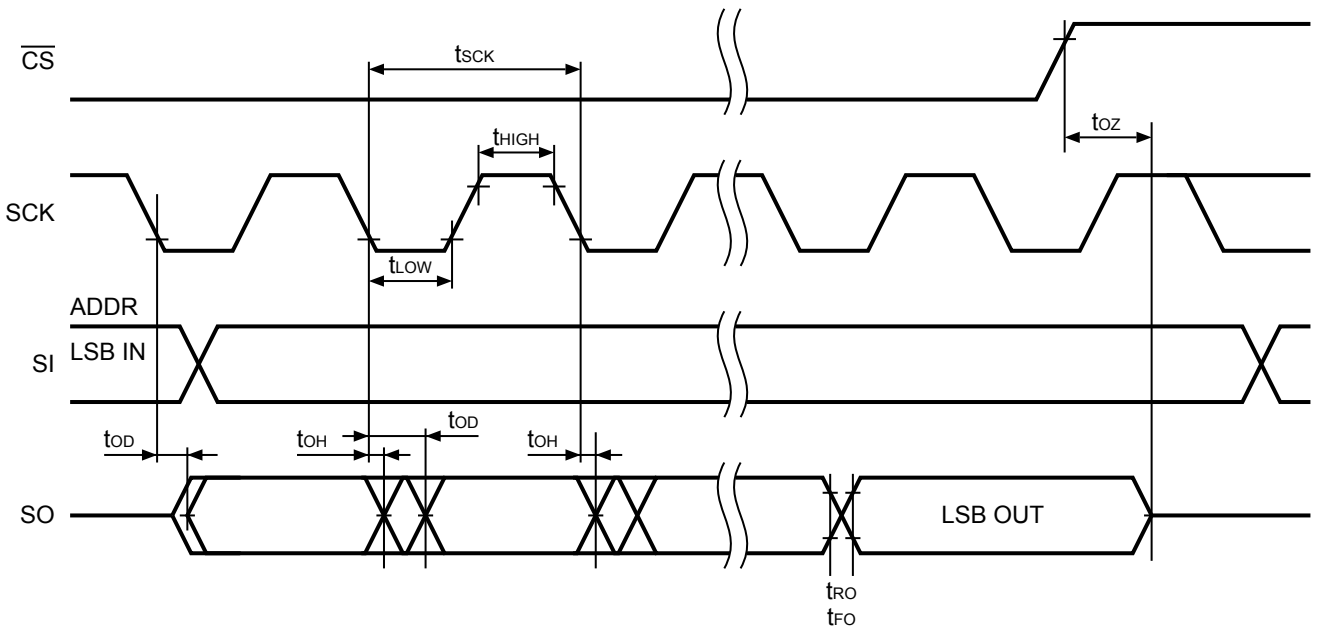 CS
tSCK
tHIGH
tOZ
SCK
tLOW
ADDR
LSB IN
SI
tOD
tOH
tOD
tOH
SO
LSB OUT
tRO
tFO